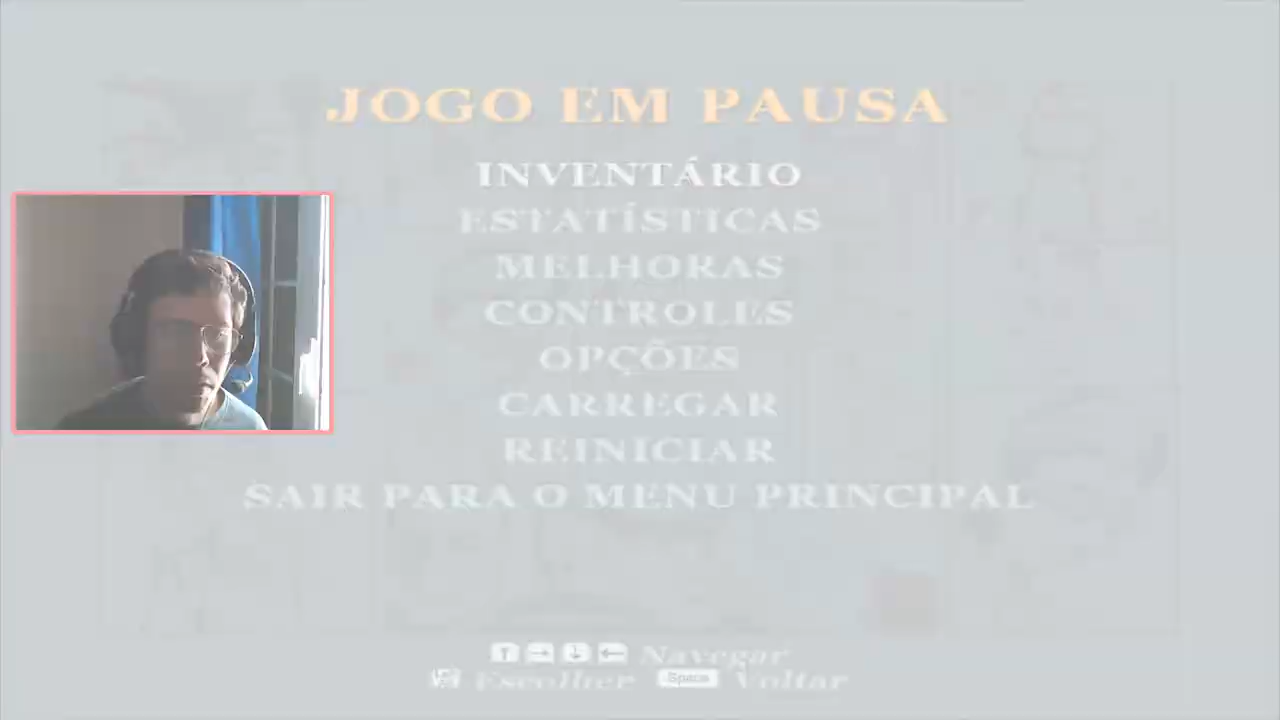 JOGO EM PAUSA
INVENTÁRIO
ESTATÍSTICAS
MELHORAS
CONTROLES
OPÇÕES
CARREGAR
REINICIAR
SAIR PARA O MENU PRINCIPAL
↑ → ↓ ← Navegar
Escolher Space Voltar